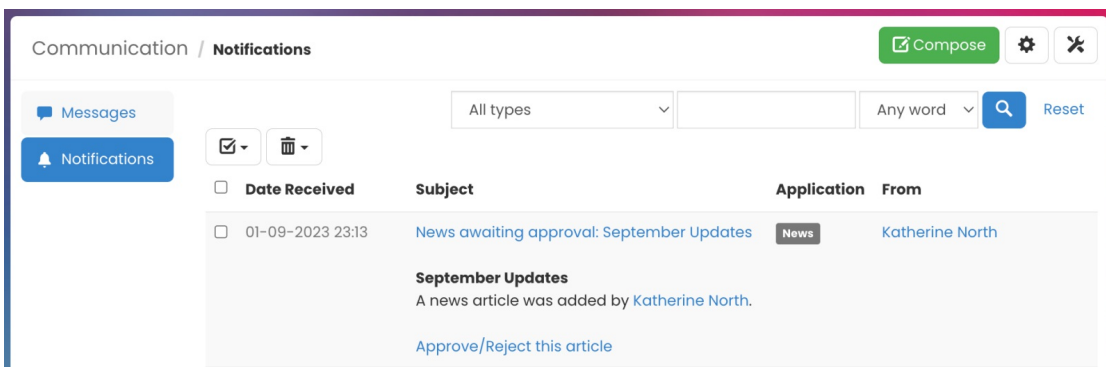 Communication / Notifications
Compose
Messages
Notifications
All types
Any word
Reset
Date Received Subject Application From
01-09-2023 23:13 News awaiting approval: September Updates News Katherine North
September Updates
A news article was added by Katherine North.
Approve/Reject this article